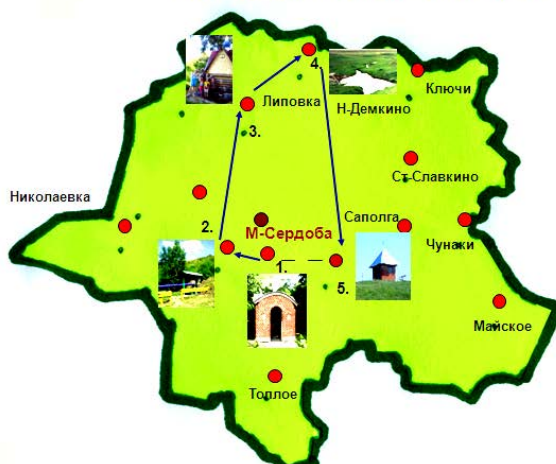 4.
Ключи
Липовка
Н-Демкино
3.
Ст-Славкино
Николаевка
2.
М-Сердоба
Саполга
Чунаки
1.
5.
Майское
Топлое